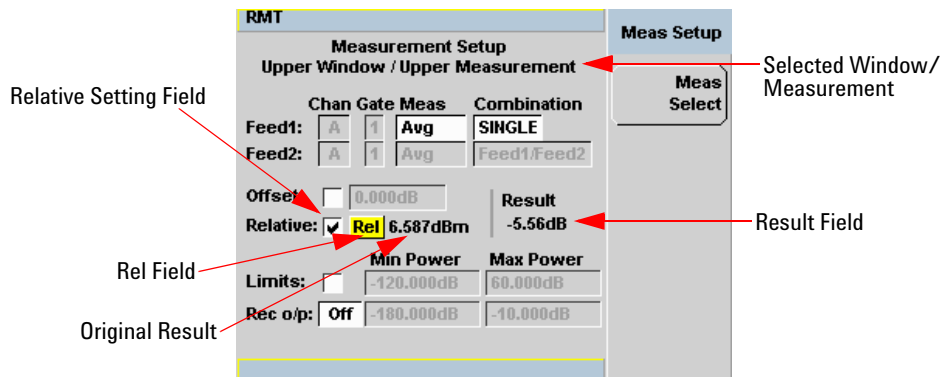 RMT
Meas Setup
Measurement Setup
Upper Window / Upper Measurement
Selected Window/
Measurement
Meas
Select
Relative Setting Field
Chan Gate Meas Combination
Feed1: A 1 Avg SINGLE
Feed2: A 1 Avg Feed1/Feed2
Offset 0.000dB
Result
Relative: Rel 6.587dBm -5.56dB
Result Field
Rel Field
Min Power Max Power
Limits: -120.000dB 60.000dB
Rec o/p: Off -180.000dB -10.000dB
Original Result